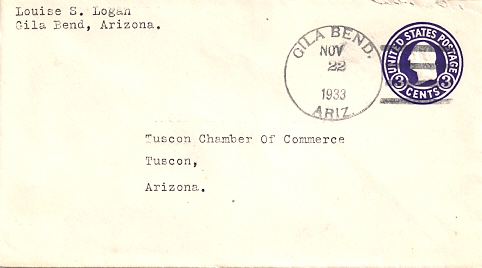 Louise S. Logan
Gila Bend, Arizona.
GILA BEND.
NOV
22
1933
ARIZ.
UNITED STATES POSTAGE
3 CENTS 3
Tuscon Chamber Of Commerce
Tuscon,
Arizona.